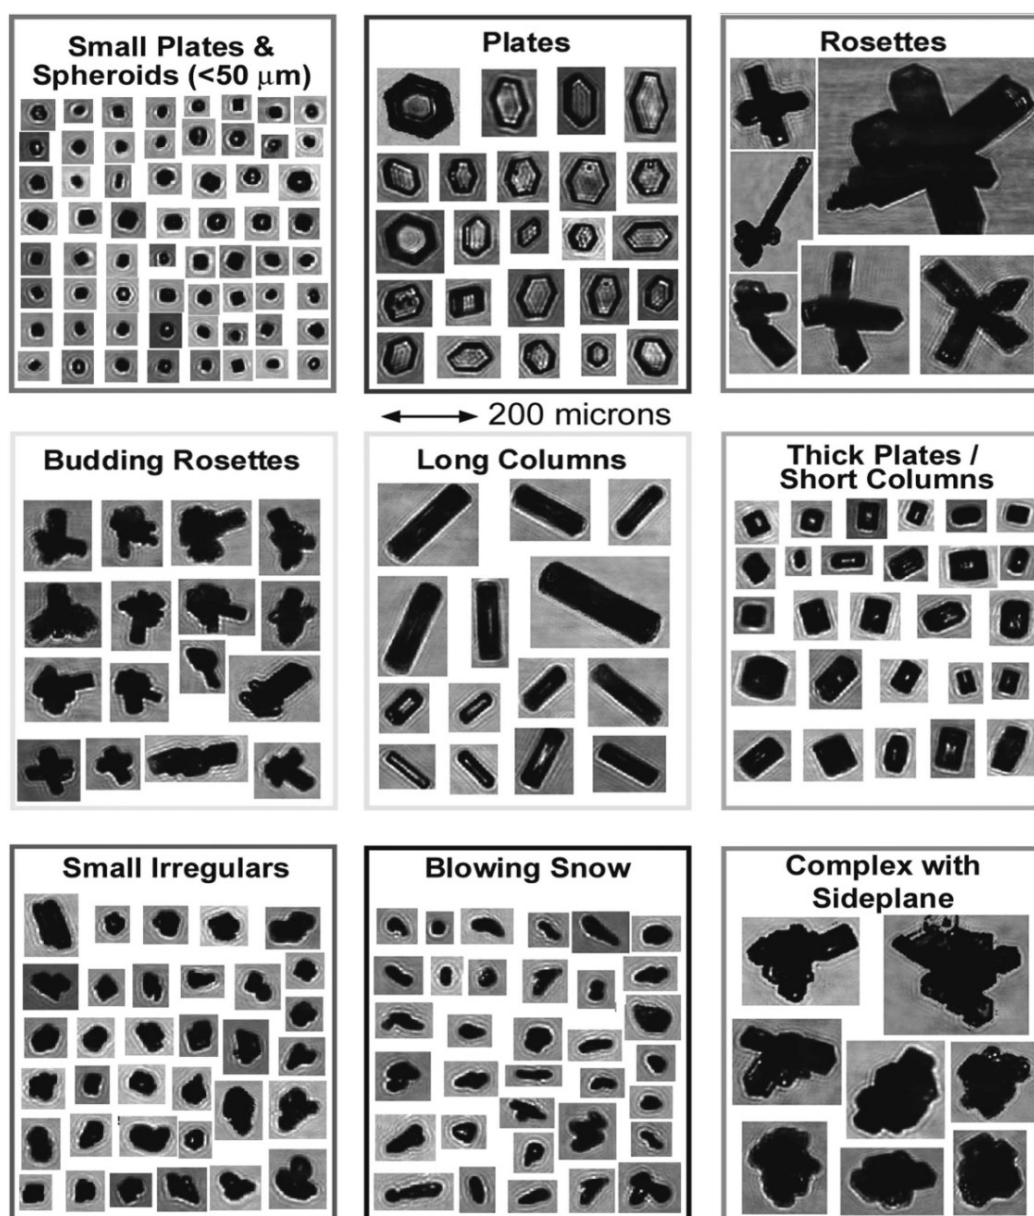 Small Plates &
Spheroids (<50 μm)
Plates
Rosettes
200 microns
Budding Rosettes
Long Columns
Thick Plates /
Short Columns
Small Irregulars
Blowing Snow
Complex with
Sideplane